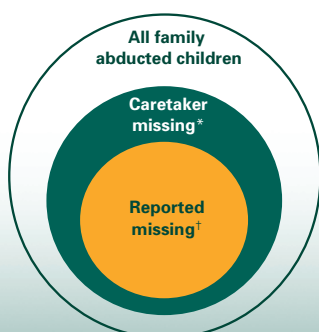 All family
abducted children
Caretaker
missing*
Reported
missing†